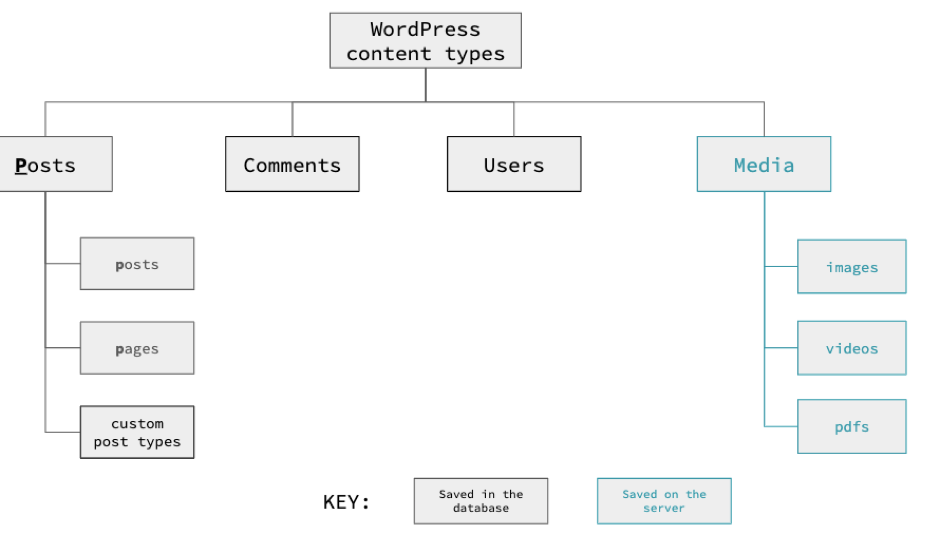 WordPress
content types
Posts
Comments
Users
Media
posts
images
pages
videos
custom
post types
pdfs
KEY:
Saved in the
database
Saved on the
server